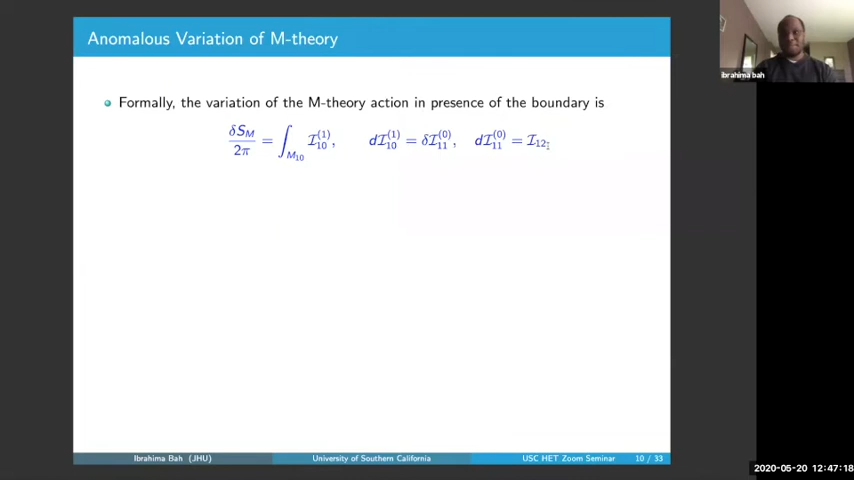 Anomalous Variation of M-theory
Formally, the variation of the M-theory action in presence of the boundary is
δS_M / 2π = ∫_{M_10} I_10^(1), dI_10^(1) = δI_11^(0), dI_11^(0) = I_12.
Ibrahima Bah (JHU) University of Southern California USC HET Zoom Seminar 10 / 33
ibrahima bah
2020-05-20 12:47:18